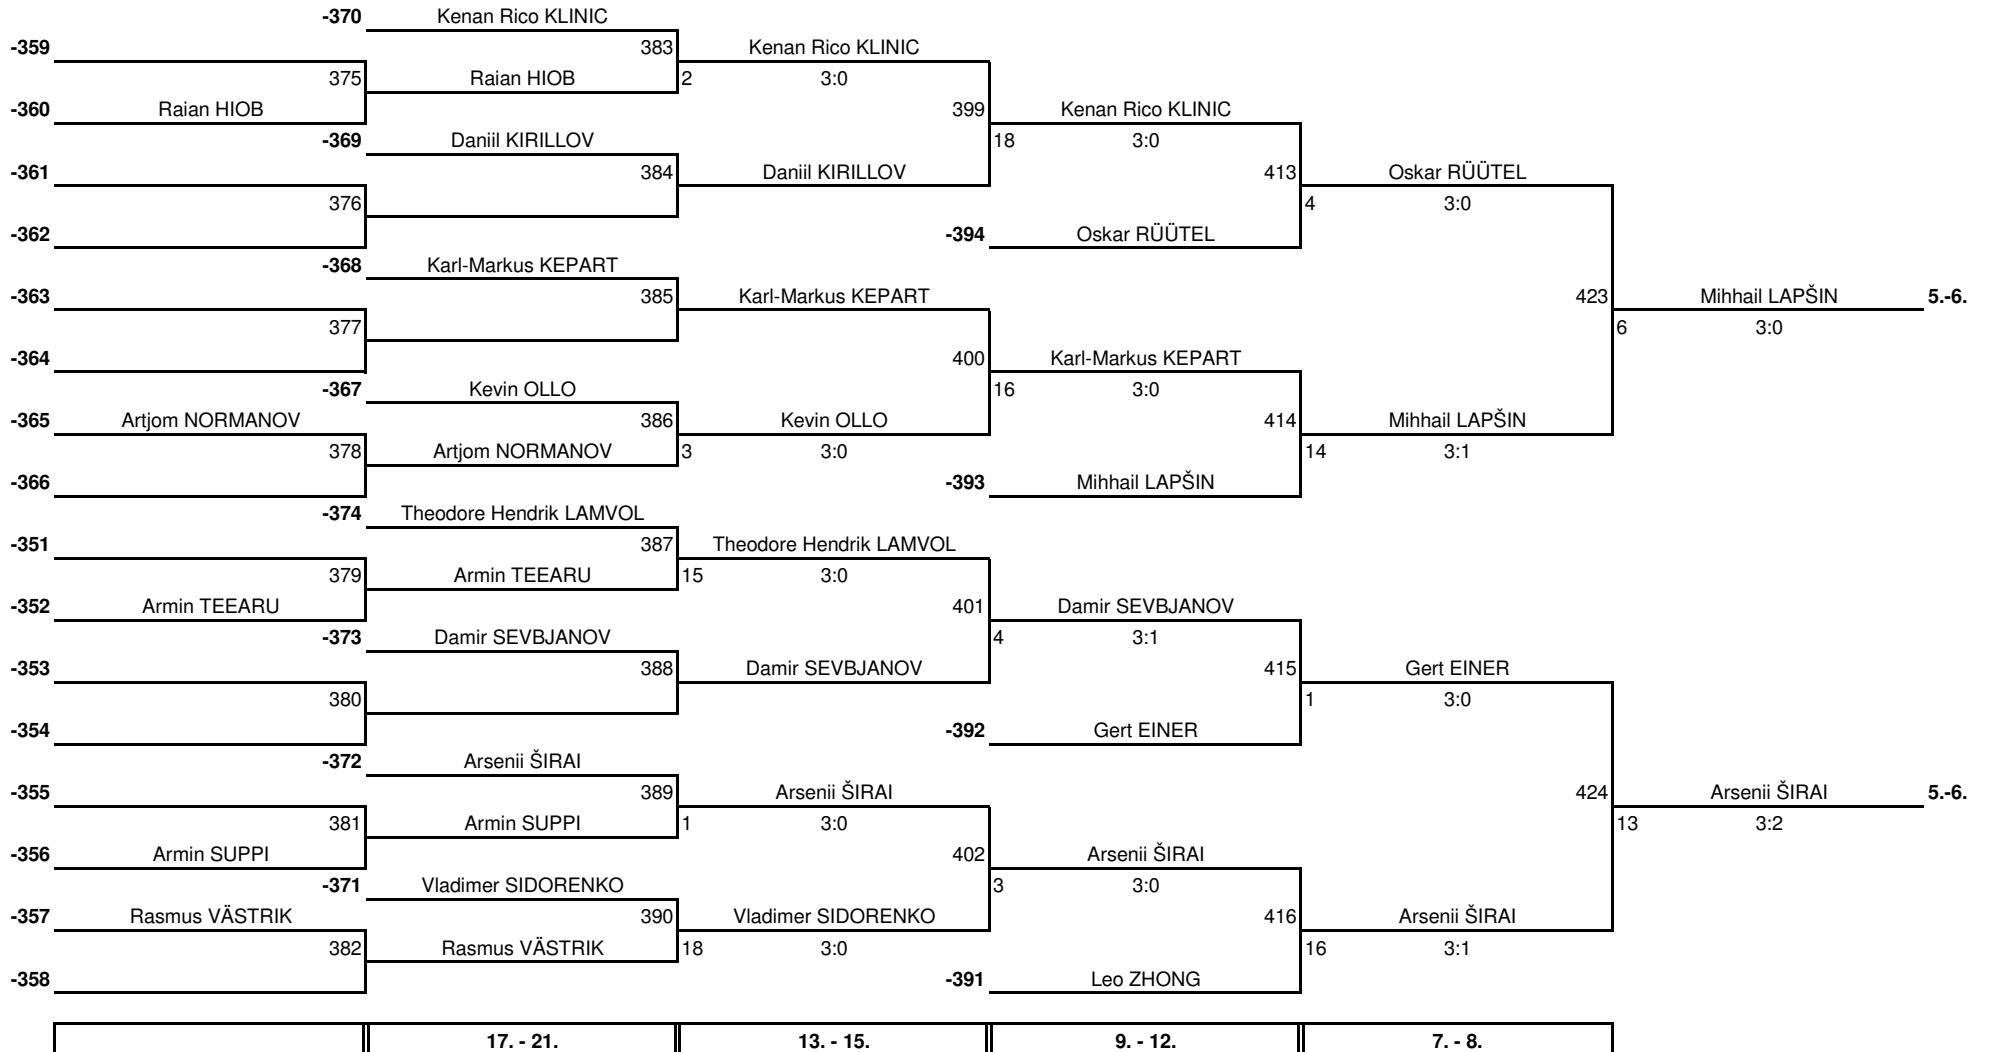 -370 Kenan Rico KLINIC
-359 383 Kenan Rico KLINIC
375 Raian HIOB 2 3:0
-360 Raian HIOB 399 Kenan Rico KLINIC
-369 Daniil KIRILLOV 18 3:0
-361 384 Daniil KIRILLOV 413 Oskar RÜÜTEL
376 4 3:0
-362 -394 Oskar RÜÜTEL
-368 Karl-Markus KEPART
-363 385 Karl-Markus KEPART 423 Mihhail LAPŠIN 5.-6.
377 6 3:0
-364 400 Karl-Markus KEPART
-367 Kevin OLLO 16 3:0
-365 Artjom NORMANOV 386 Kevin OLLO 414 Mihhail LAPŠIN
378 Artjom NORMANOV 3 3:0 14 3:1
-366 -393 Mihhail LAPŠIN
-374 Theodore Hendrik LAMVOL
-351 387 Theodore Hendrik LAMVOL
379 Armin TEEARU 15 3:0
-352 Armin TEEARU 401 Damir SEVBJANOV
-373 Damir SEVBJANOV 4 3:1
-353 388 Damir SEVBJANOV 415 Gert EINER
380 1 3:0
-354 -392 Gert EINER
-372 Arsenii ŠIRAI
-355 389 Arsenii ŠIRAI 424 Arsenii ŠIRAI 5.-6.
381 Armin SUPPI 1 3:0 13 3:2
-356 Armin SUPPI 402 Arsenii ŠIRAI
-371 Vladimer SIDORENKO 3 3:0
-357 Rasmus VÄSTRIK 390 Vladimer SIDORENKO 416 Arsenii ŠIRAI
382 Rasmus VÄSTRIK 18 3:0 16 3:1
-358 -391 Leo ZHONG
17. - 21. 13. - 15. 9. - 12. 7. - 8.